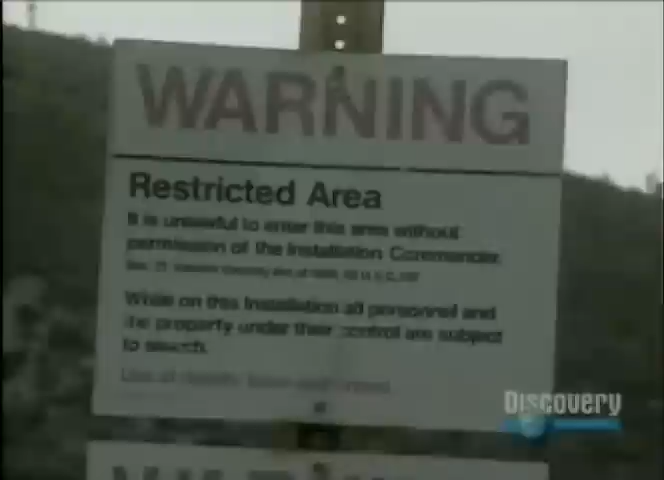 WARNING
Restricted Area
It is unlawful to enter this area without
permission of the Installation Commander.
While on this Installation all personnel and
the property under their control are subject
to search.
Discovery